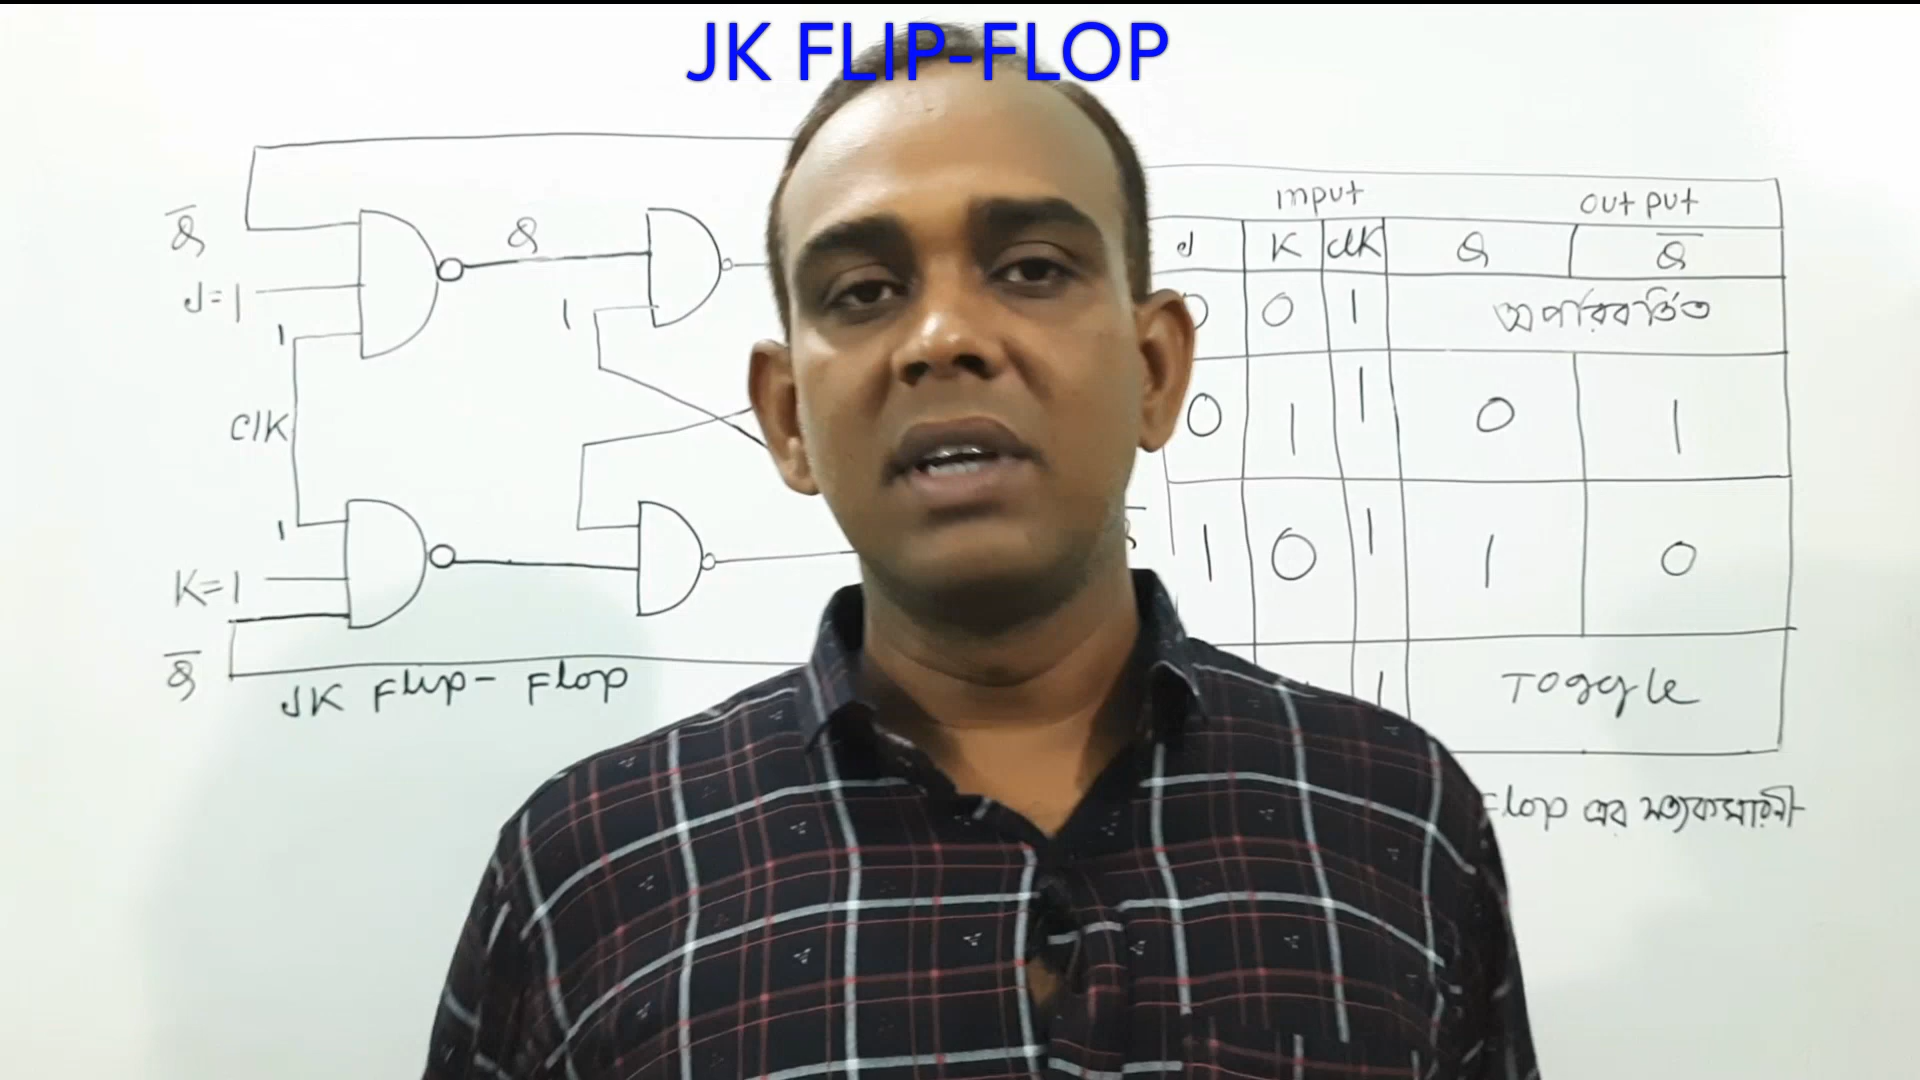 JK FLIP-FLOP
Q̅
J=1
1
Q
1
CLK
1
K=1
Q̅
JK Flip-Flop
input output
J K CLK Q Q̅
0 0 1 অপরিবর্তিত
0 1 1 0 1
1 0 1 1 0
1 Toggle
Flop এর সত্যকসারণী